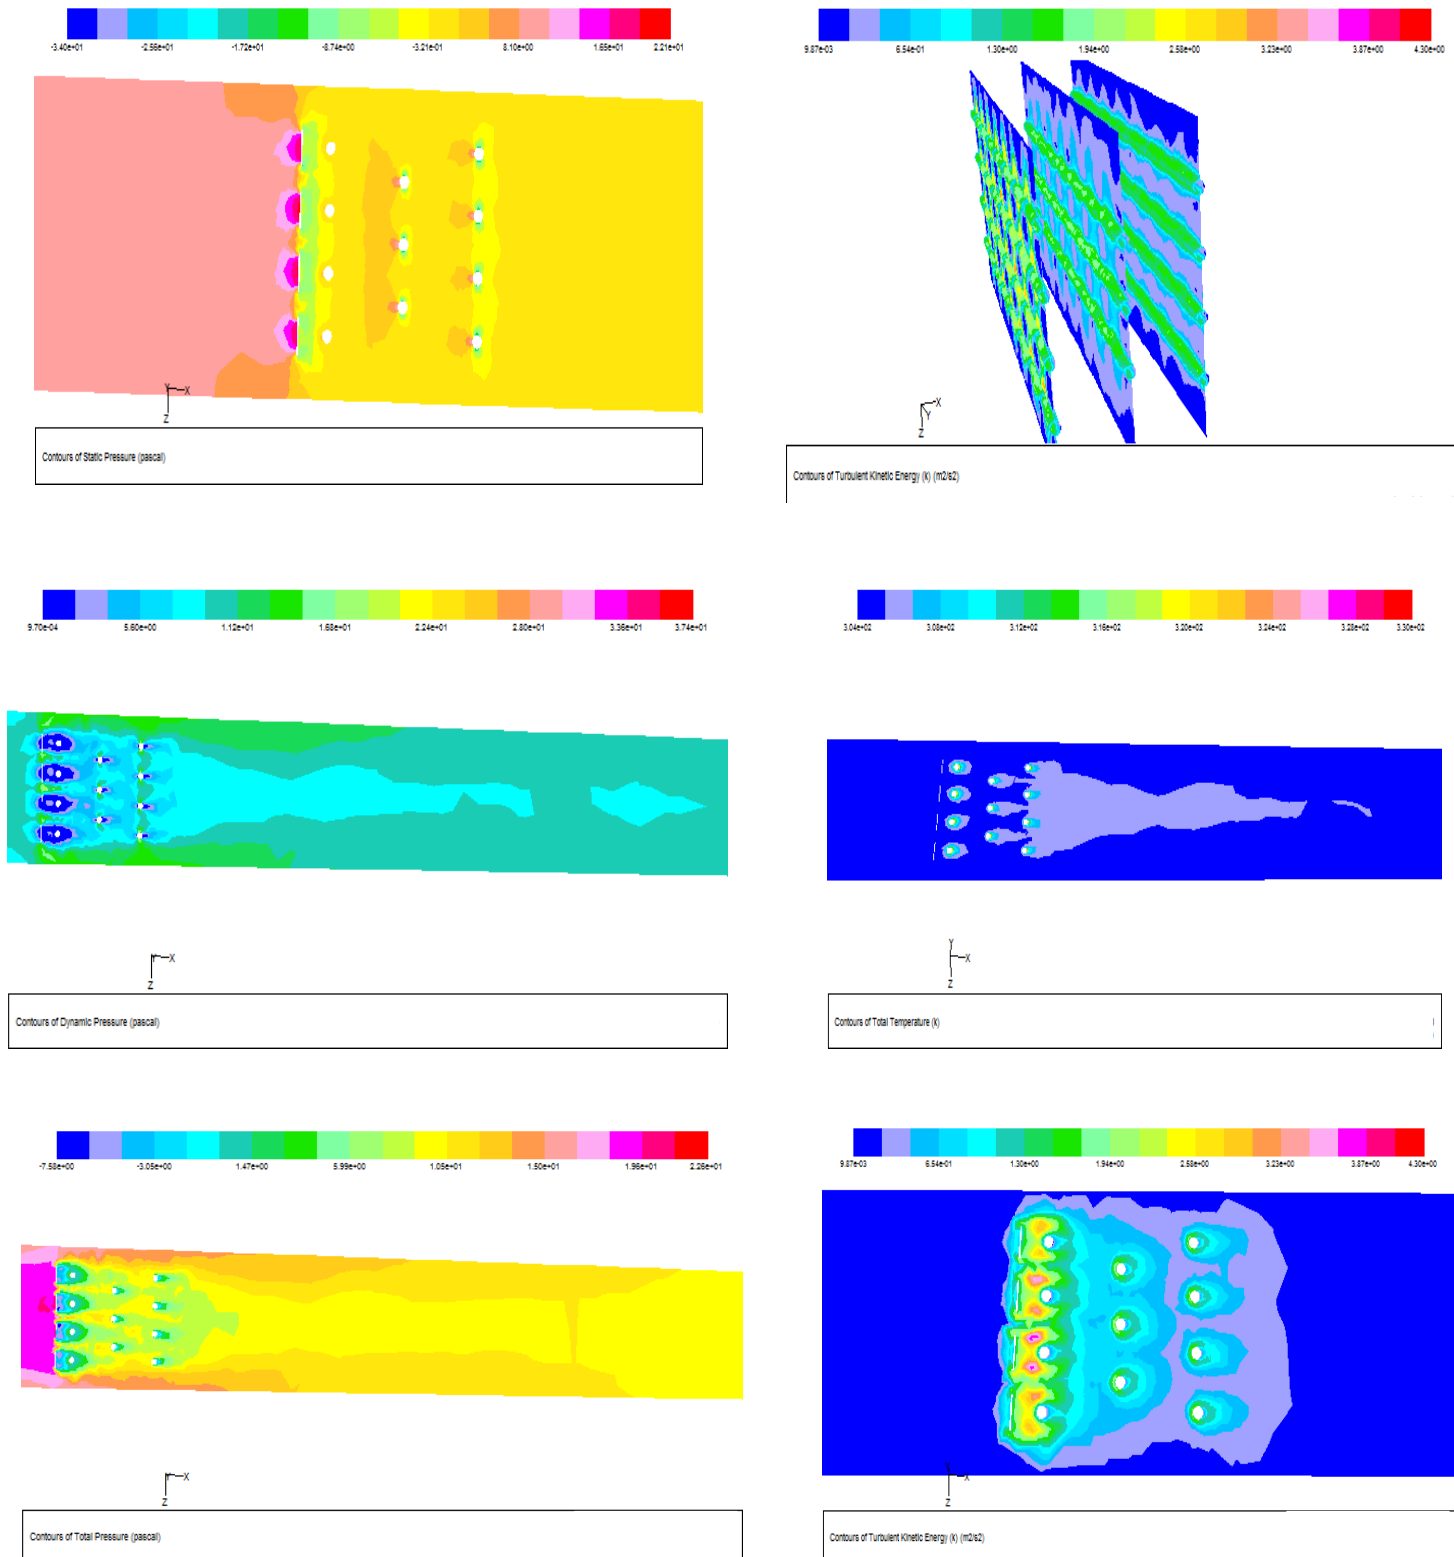 -3.40e+01 -2.56e+01 -1.72e+01 -8.74e+00 -3.21e-01 8.10e+00 1.65e+01 2.21e+01
Y X
Z
Contours of Static Pressure (pascal)
9.87e-03 6.54e-01 1.30e+00 1.94e+00 2.58e+00 3.23e+00 3.87e+00 4.30e+00
X
Y
Z
Contours of Turbulent Kinetic Energy (k) (m2/s2)
9.70e-04 5.60e+00 1.12e+01 1.68e+01 2.24e+01 2.80e+01 3.36e+01 3.74e+01
Y X
Z
Contours of Dynamic Pressure (pascal)
3.04e+02 3.08e+02 3.12e+02 3.16e+02 3.20e+02 3.24e+02 3.28e+02 3.30e+02
Y
X
Z
Contours of Total Temperature (k)
-7.58e+00 -3.05e+00 1.47e+00 5.99e+00 1.05e+01 1.50e+01 1.96e+01 2.26e+01
Y X
Z
Contours of Total Pressure (pascal)
9.87e-03 6.54e-01 1.30e+00 1.94e+00 2.58e+00 3.23e+00 3.87e+00 4.30e+00
X
Z
Contours of Turbulent Kinetic Energy (k) (m2/s2)